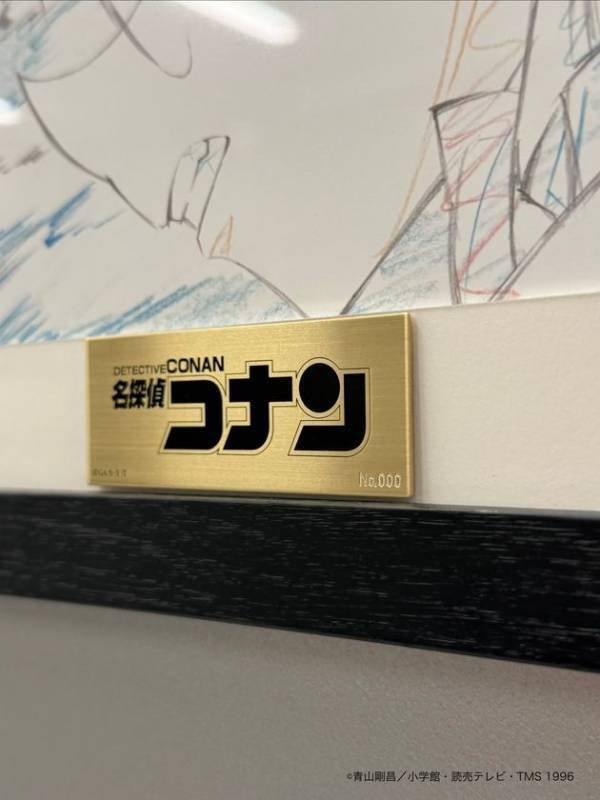 DETECTIVE CONAN
名探偵
コナン
No.000
©青山剛昌／小学館・読売テレビ・TMS 1996